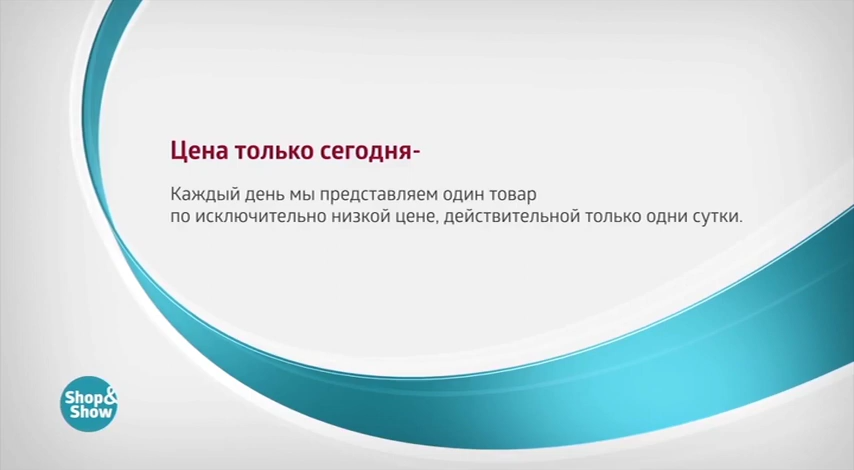 Цена только сегодня-
Каждый день мы представляем один товар
по исключительно низкой цене, действительной только одни сутки.
Shop&
Show